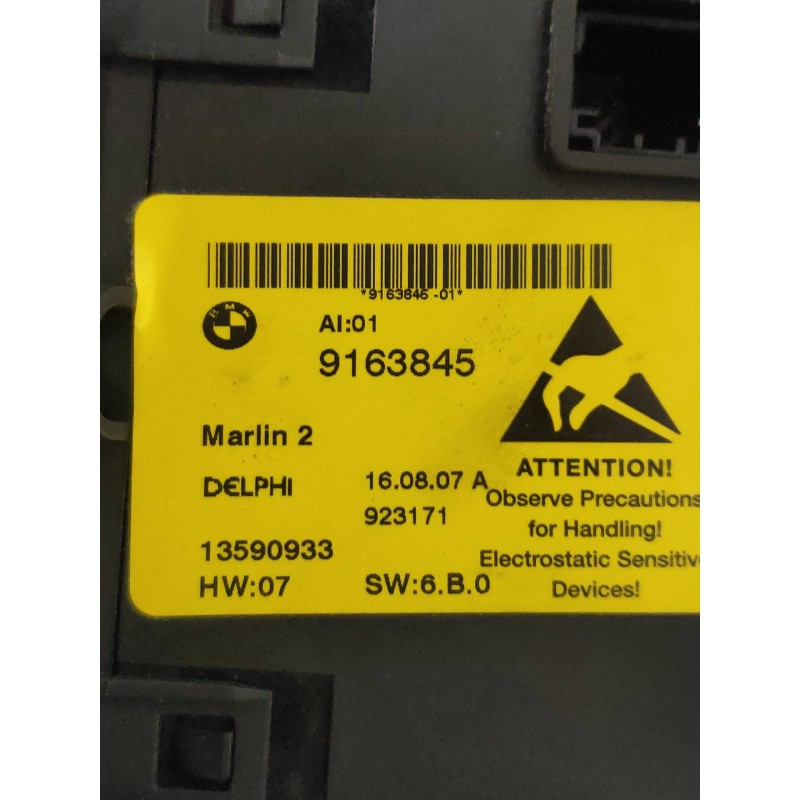 *9163845-01*
BMW
AI:01
9163845
Marlin 2
DELPHI
16.08.07 A
923171
13590933
HW:07
SW:6.B.0
ATTENTION!
Observe Precautions
for Handling!
Electrostatic Sensitive
Devices!